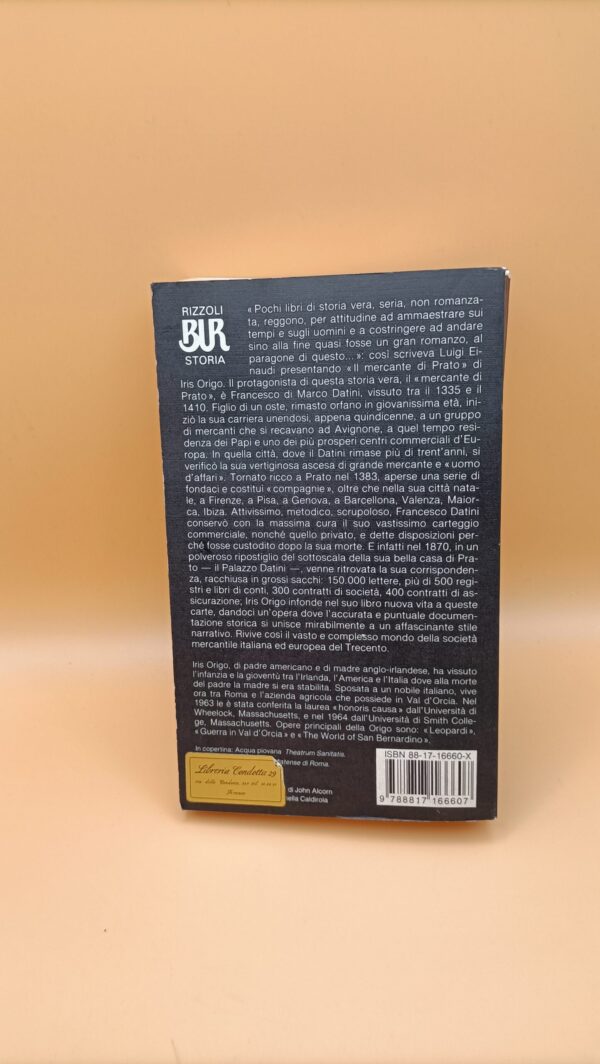 RIZZOLI
BUR
STORIA
«Pochi libri di storia vera, seria, non romanza-
ta, reggono, per attitudine ad ammaestrare sui
tempi e sugli uomini e a costringere ad andare
sino alla fine quasi fosse un gran romanzo, al
paragone di questo...»: così scriveva Luigi Ei-
naudi presentando «Il mercante di Prato» di
Iris Origo. Il protagonista di questa storia vera, il «mercante di
Prato», è Francesco di Marco Datini, vissuto tra il 1335 e il
1410. Figlio di un oste, rimasto orfano in giovanissima età, ini-
ziò la sua carriera unendosi, appena quindicenne, a un gruppo
di mercanti che si recavano ad Avignone, a quel tempo resi-
denza dei Papi e uno dei più prosperi centri commerciali d'Eu-
ropa. In quella città, dove il Datini rimase più di trent'anni, si
verificò la sua vertiginosa ascesa di grande mercante e «uomo
d'affari». Tornato ricco a Prato nel 1383, aperse una serie di
fondaci e costituì «compagnie», oltre che nella sua città nata-
le, a Firenze, a Pisa, a Genova, a Barcellona, Valenza, Maior-
ca, Ibiza. Attivissimo, metodico, scrupoloso, Francesco Datini
conservò con la massima cura il suo vastissimo carteggio
commerciale, nonché quello privato, e dette disposizioni per-
ché fosse custodito dopo la sua morte. E infatti nel 1870, in un
polveroso ripostiglio del sottoscala della sua bella casa di Pra-
to — il Palazzo Datini —, venne ritrovata la sua corrisponden-
za, racchiusa in grossi sacchi: 150.000 lettere, più di 500 regi-
stri e libri di conti, 300 contratti di società, 400 contratti di as-
sicurazione; Iris Origo infonde nel suo libro nuova vita a queste
carte, dandoci un'opera dove l'accurata e puntuale documen-
tazione storica si unisce mirabilmente a un affascinante stile
narrativo. Rivive così il vasto e complesso mondo della società
mercantile italiana ed europea del Trecento.
Iris Origo, di padre americano e di madre anglo-irlandese, ha vissuto
l'infanzia e la gioventù tra l'Irlanda, l'America e l'Italia dove alla morte
del padre la madre si era stabilita. Sposata a un nobile italiano, vive
ora tra Roma e l'azienda agricola che possiede in Val d'Orcia. Nel
1963 le è stata conferita la laurea «honoris causa» dall'Università di
Wheelock, Massachusetts, e nel 1964 dall'Università di Smith Colle-
ge, Massachusetts. Opere principali della Origo sono: «Leopardi»,
«Guerra in Val d'Orcia» e «The World of San Bernardino».
In copertina: Acqua piovana Theatrum Sanitatis.
natense di Roma.
Libreria Condotta 29
Firenze
di John Alcorn
nella Caldirola
ISBN 88-17-16660-X
9 788817 166607